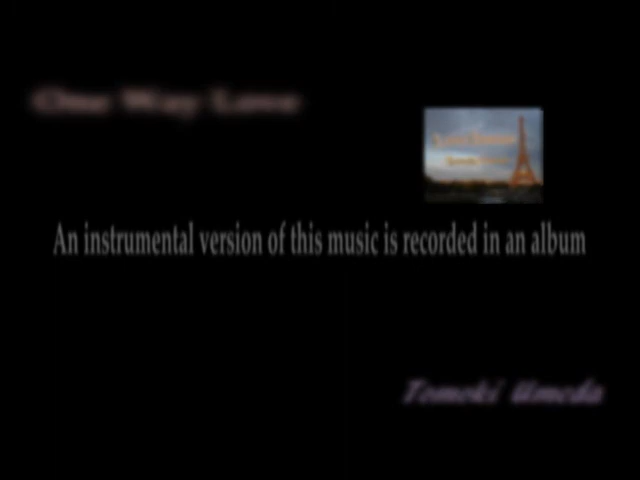 One Way Love
An instrumental version of this music is recorded in an album
Tomoki Umeda